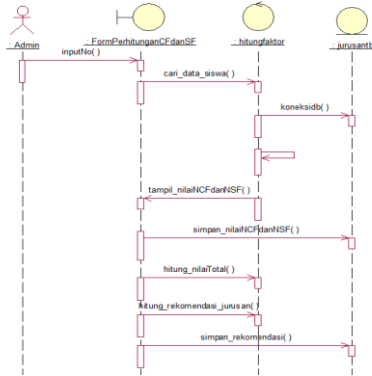 : Admin
: FormPerhitunganCFdanSF
: hitungfaktor
: jurusantb
inputNo( )
cari_data_siswa( )
koneksidb( )
tampil_nilaiNCFdanNSF( )
simpan_nilaiNCFdanNSF( )
hitung_nilaiTotal( )
hitung_rekomendasi_jurusan( )
simpan_rekomendasi( )